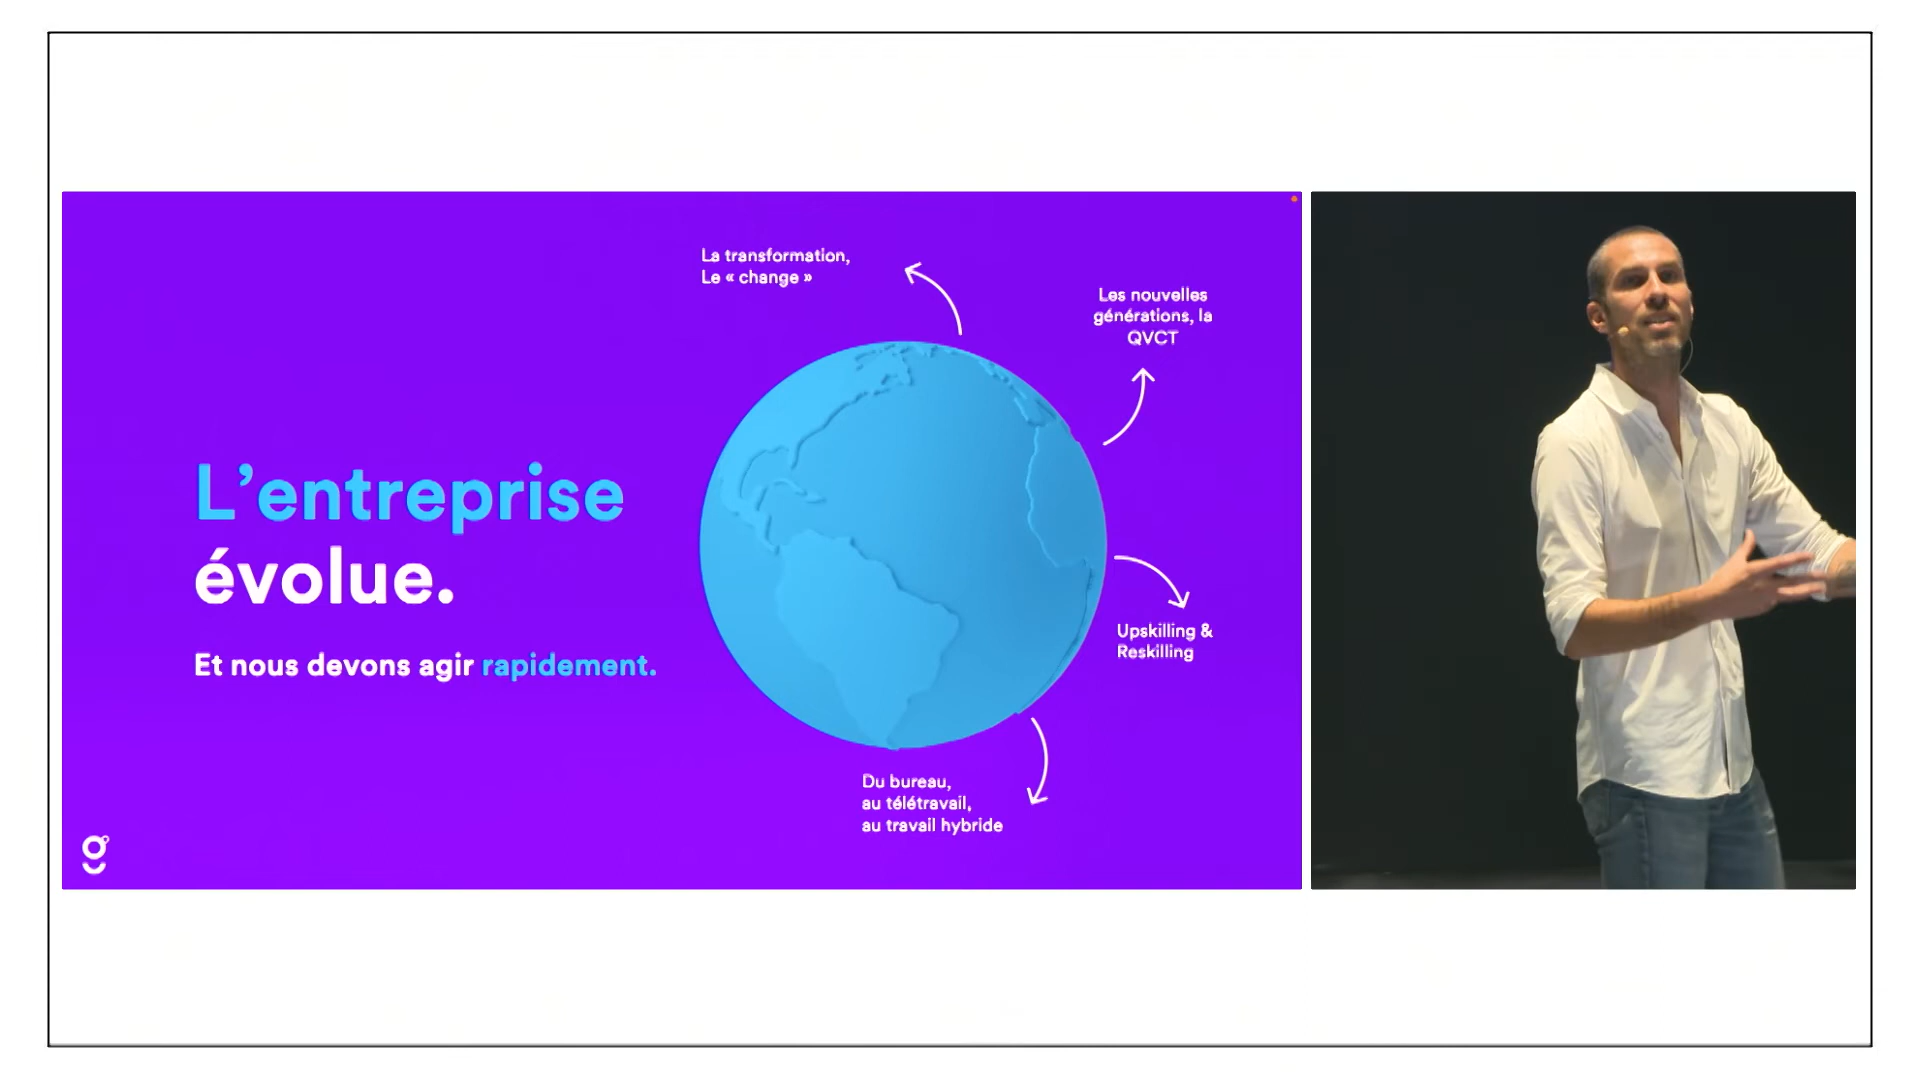 La transformation,
Le « change »
Les nouvelles
générations, la
QVCT
L’entreprise
évolue.
Et nous devons agir rapidement.
Upskilling &
Reskilling
Du bureau,
au télétravail,
au travail hybride